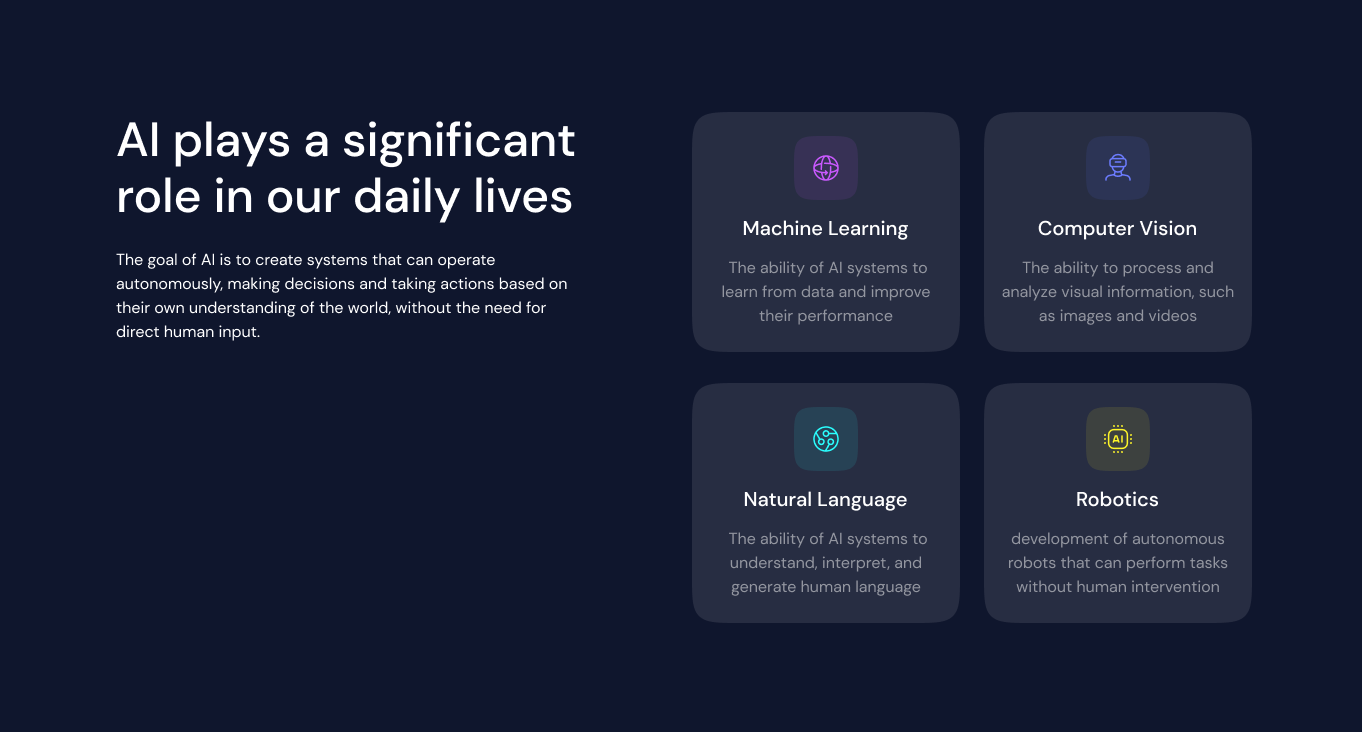 AI plays a significant
role in our daily lives
The goal of AI is to create systems that can operate
autonomously, making decisions and taking actions based on
their own understanding of the world, without the need for
direct human input.
Machine Learning
The ability of AI systems to
learn from data and improve
their performance
Computer Vision
The ability to process and
analyze visual information, such
as images and videos
Natural Language
The ability of AI systems to
understand, interpret, and
generate human language
AI
Robotics
development of autonomous
robots that can perform tasks
without human intervention